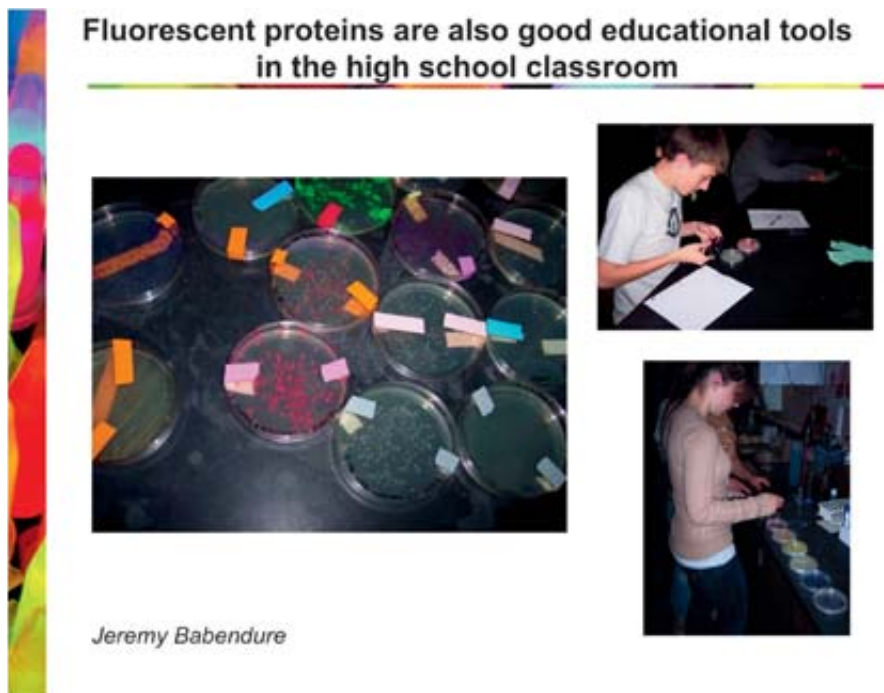 Fluorescent proteins are also good educational tools
in the high school classroom
Jeremy Babendure